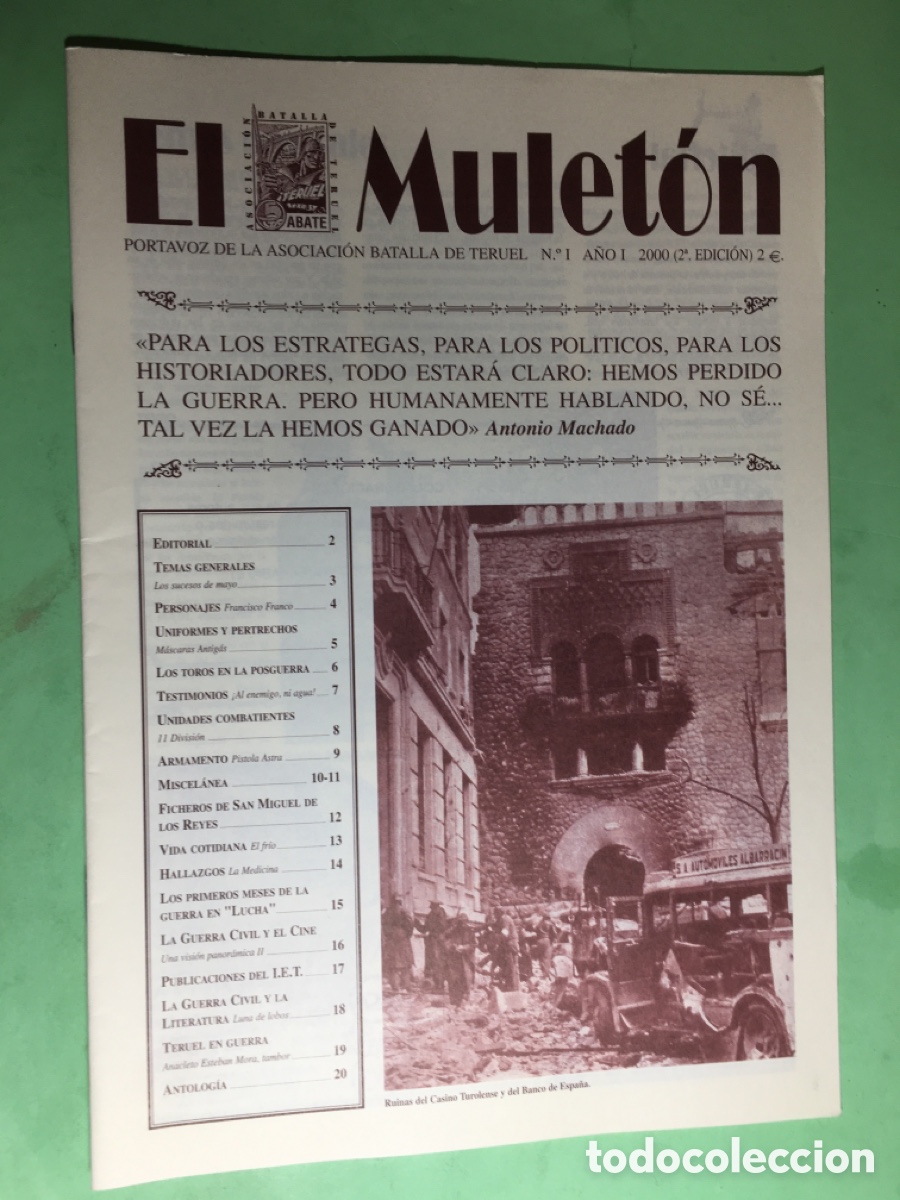 El Muletón
ASOCIACIÓN BATALLA DE TERUEL
TERUEL
ABATE
PORTAVOZ DE LA ASOCIACIÓN BATALLA DE TERUEL N.º I AÑO I 2000 (2ª. EDICIÓN) 2 €.
«PARA LOS ESTRATEGAS, PARA LOS POLITICOS, PARA LOS
HISTORIADORES, TODO ESTARÁ CLARO: HEMOS PERDIDO
LA GUERRA. PERO HUMANAMENTE HABLANDO, NO SÉ...
TAL VEZ LA HEMOS GANADO» Antonio Machado
EDITORIAL 2
TEMAS GENERALES
Los sucesos de mayo 3
PERSONAJES Francisco Franco 4
UNIFORMES Y PERTRECHOS
Máscaras Antigás 5
LOS TOROS EN LA POSGUERRA 6
TESTIMONIOS ¡Al enemigo, ni agua! 7
UNIDADES COMBATIENTES
11 División 8
ARMAMENTO Pistola Astra 9
MISCELÁNEA 10-11
FICHEROS DE SAN MIGUEL DE
LOS REYES 12
VIDA COTIDIANA El frío 13
HALLAZGOS La Medicina 14
LOS PRIMEROS MESES DE LA
GUERRA EN "LUCHA" 15
LA GUERRA CIVIL Y EL CINE
Una visión panorámica II 16
PUBLICACIONES DEL I.E.T. 17
LA GUERRA CIVIL Y LA
LITERATURA Luna de lobos 18
TERUEL EN GUERRA
Anacleto Esteban Mora, tambor 19
ANTOLOGÍA 20
S.A AUTOMOVILES ALBARRACIN
Ruinas del Casino Turolense y del Banco de España.
todocoleccion